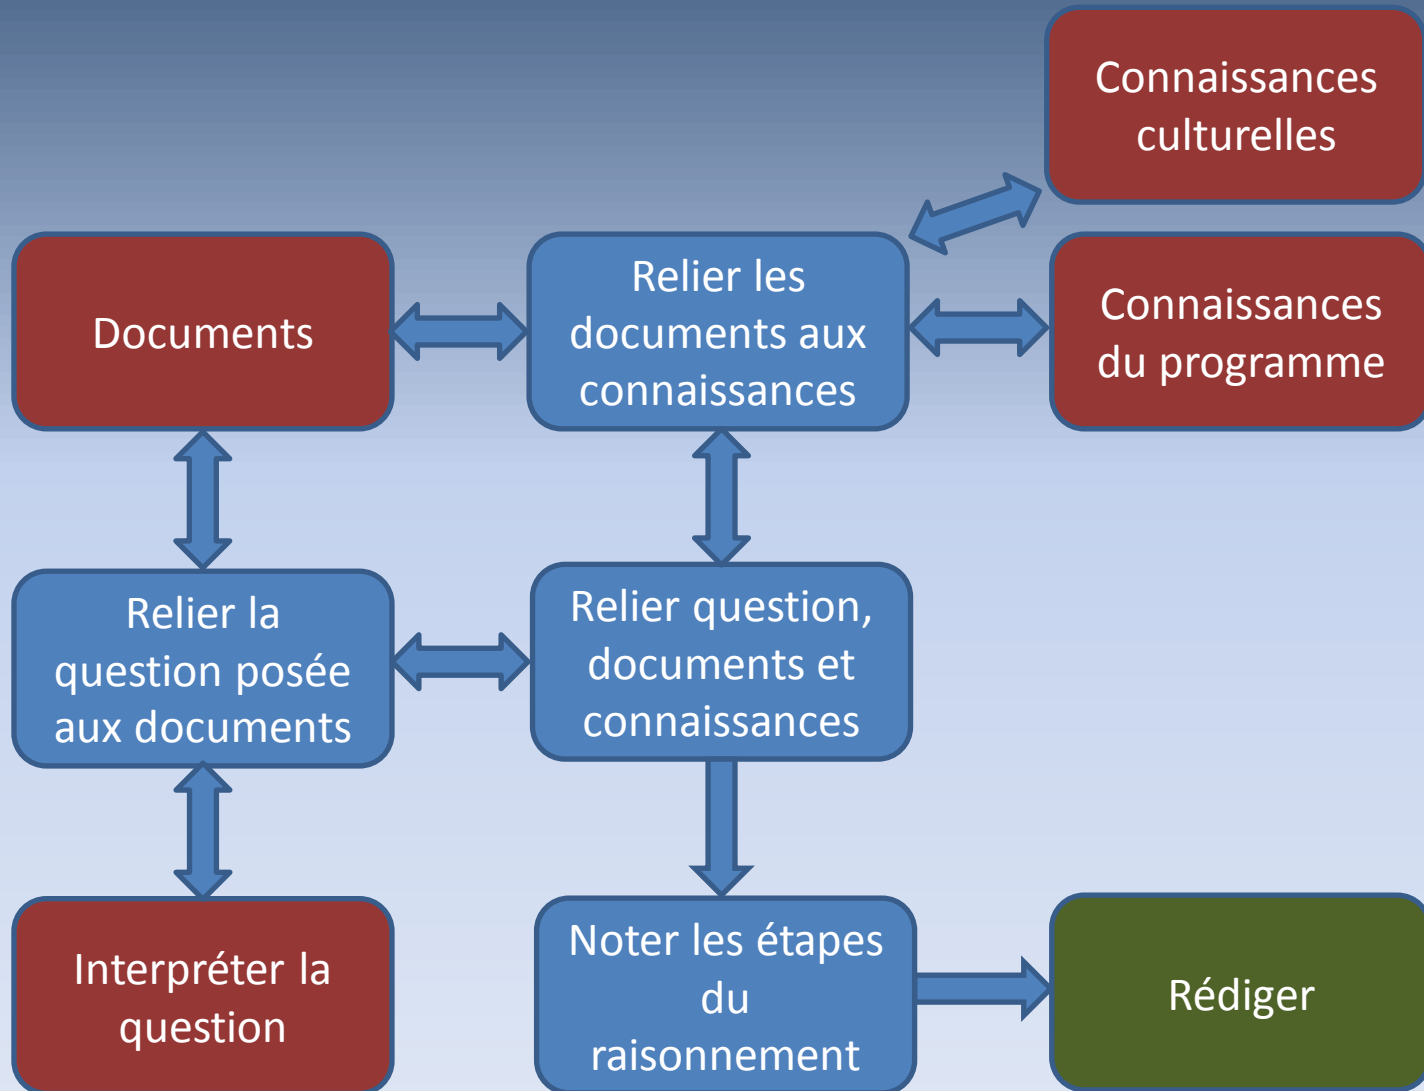 Connaissances
culturelles
Documents
Relier les
documents aux
connaissances
Connaissances
du programme
Relier la
question posée
aux documents
Relier question,
documents et
connaissances
Interpréter la
question
Noter les étapes
du
raisonnement
Rédiger